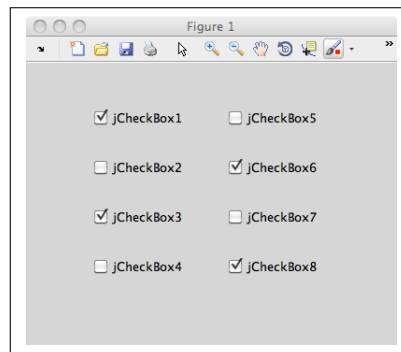 Figure 1
»
jCheckBox1 jCheckBox5
jCheckBox2 jCheckBox6
jCheckBox3 jCheckBox7
jCheckBox4 jCheckBox8